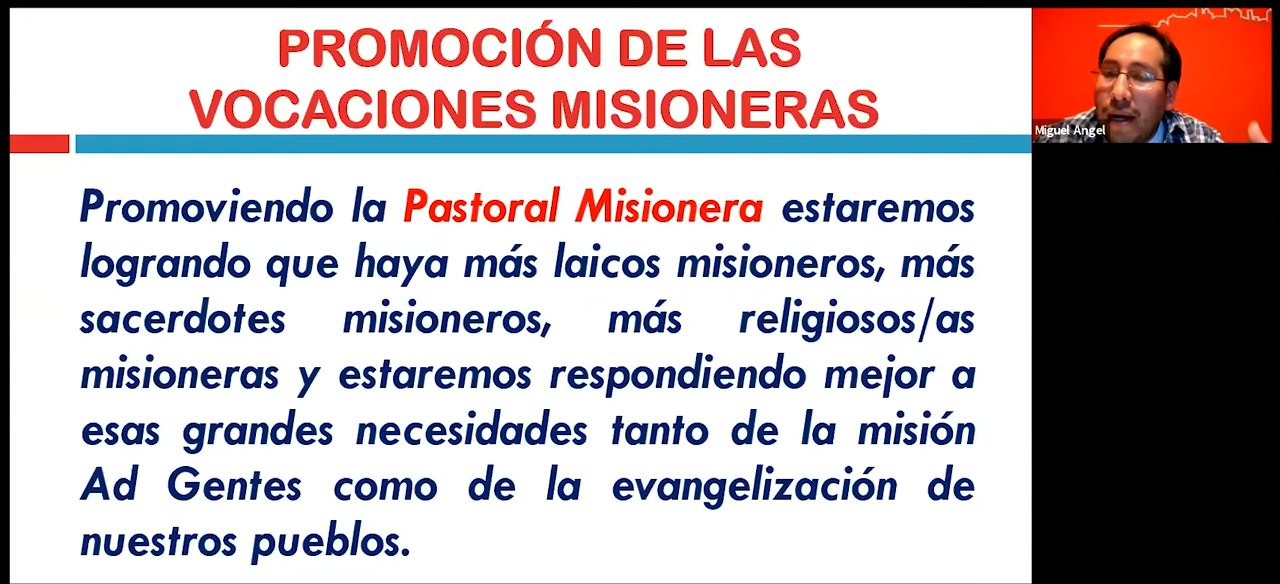 PROMOCIÓN DE LAS
VOCACIONES MISIONERAS
Promoviendo la Pastoral Misionera estaremos
logrando que haya más laicos misioneros, más
sacerdotes misioneros, más religiosos/as
misioneras y estaremos respondiendo mejor a
esas grandes necesidades tanto de la misión
Ad Gentes como de la evangelización de
nuestros pueblos.
Miguel Angel